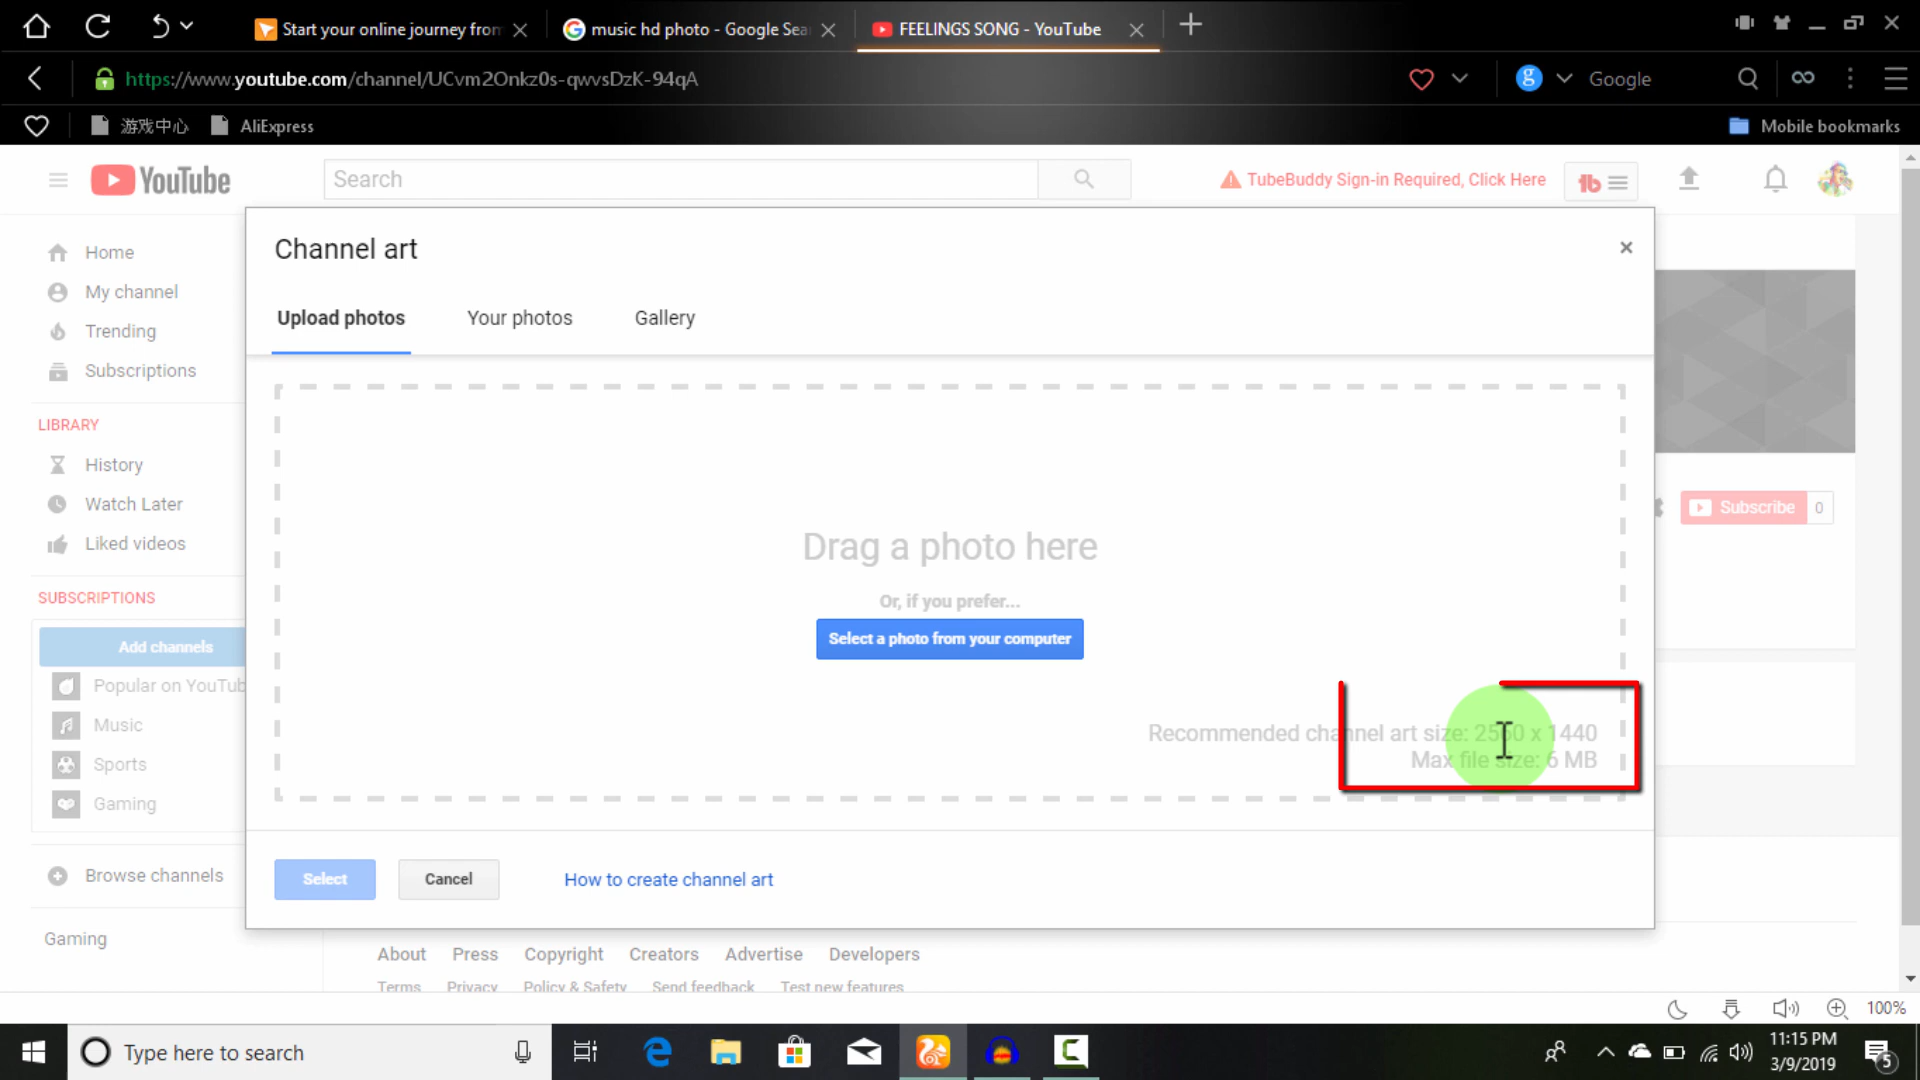 Start your online journey from
music hd photo - Google Sea
FEELINGS SONG - YouTube
https://www.youtube.com/channel/UCvm2Onkz0s-qwvsDzK-94qA
Google
游戏中心
AliExpress
Mobile bookmarks
YouTube
Search
TubeBuddy Sign-in Required, Click Here
tb
Channel art
Upload photos
Your photos
Gallery
Home
My channel
Trending
Subscriptions
LIBRARY
History
Watch Later
Liked videos
SUBSCRIPTIONS
Add channels
Popular on YouTub
Music
Sports
Gaming
Browse channels
Gaming
Drag a photo here
Or, if you prefer...
Select a photo from your computer
Recommended channel art size: 2560 x 1440
Max file size: 6 MB
Subscribe 0
Select
Cancel
How to create channel art
About Press Copyright Creators Advertise Developers
Terms Privacy Policy & Safety Send feedback Test new features
100%
Type here to search
11:15 PM
3/9/2019
5